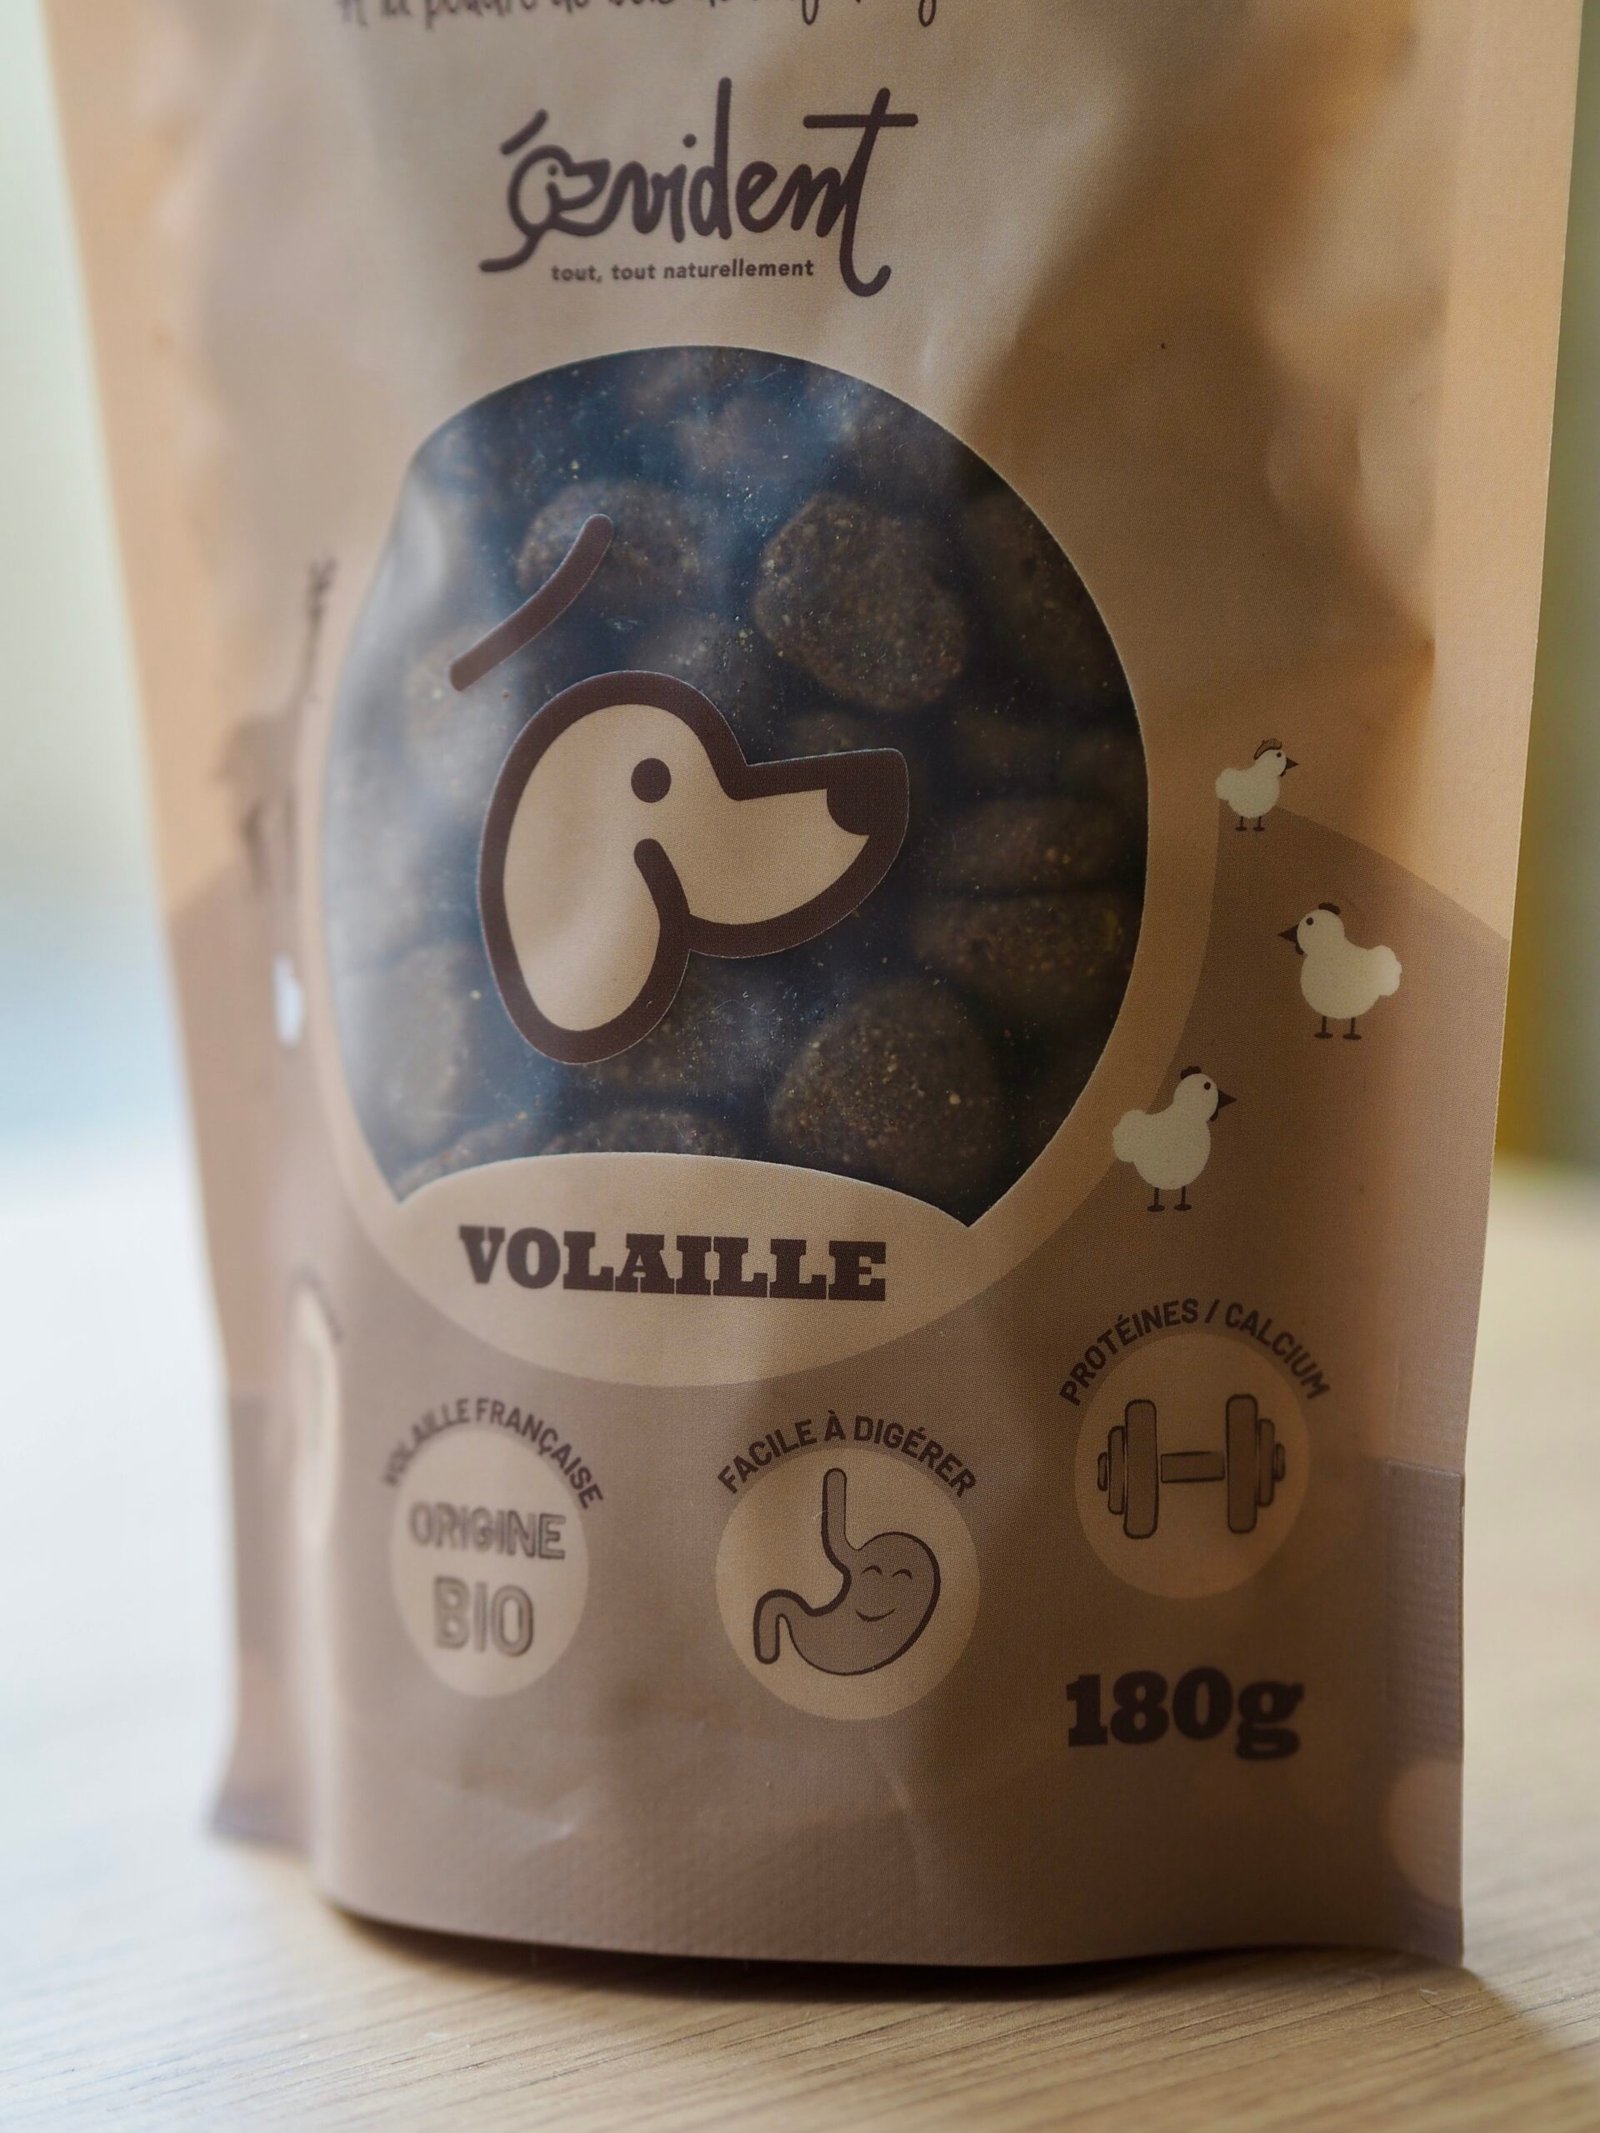 évident
tout, tout naturellement
VOLAILLE
VOLAILLE FRANÇAISE
ORIGINE
BIO
FACILE À DIGÉRER
PROTÉINES / CALCIUM
180g